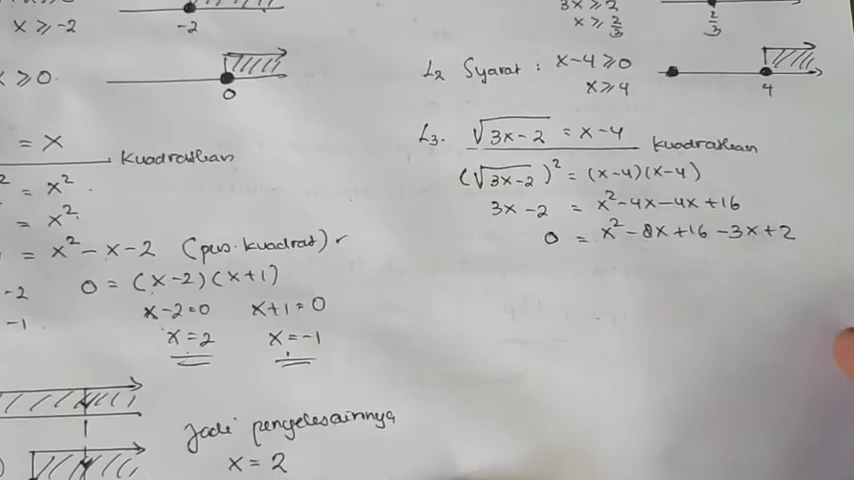 x ≥ -2
-2
x ≥ 0
0
= x
Kuadratkan
² = x²
= x²
= x² - x - 2 (pers. kuadrat)
-2 0 = (x-2)(x+1)
-1
x-2=0 x+1=0
x=2 x=-1
Jadi penyelesaiannya
x = 2
3x ≥ 2
x ≥ 2/3
2/3
L2 Syarat : x-4 ≥ 0
x ≥ 4
4
L3. √3x-2 = x-4
Kuadratkan
(√3x-2)² = (x-4)(x-4)
3x-2 = x²-4x-4x+16
0 = x²-8x+16-3x+2